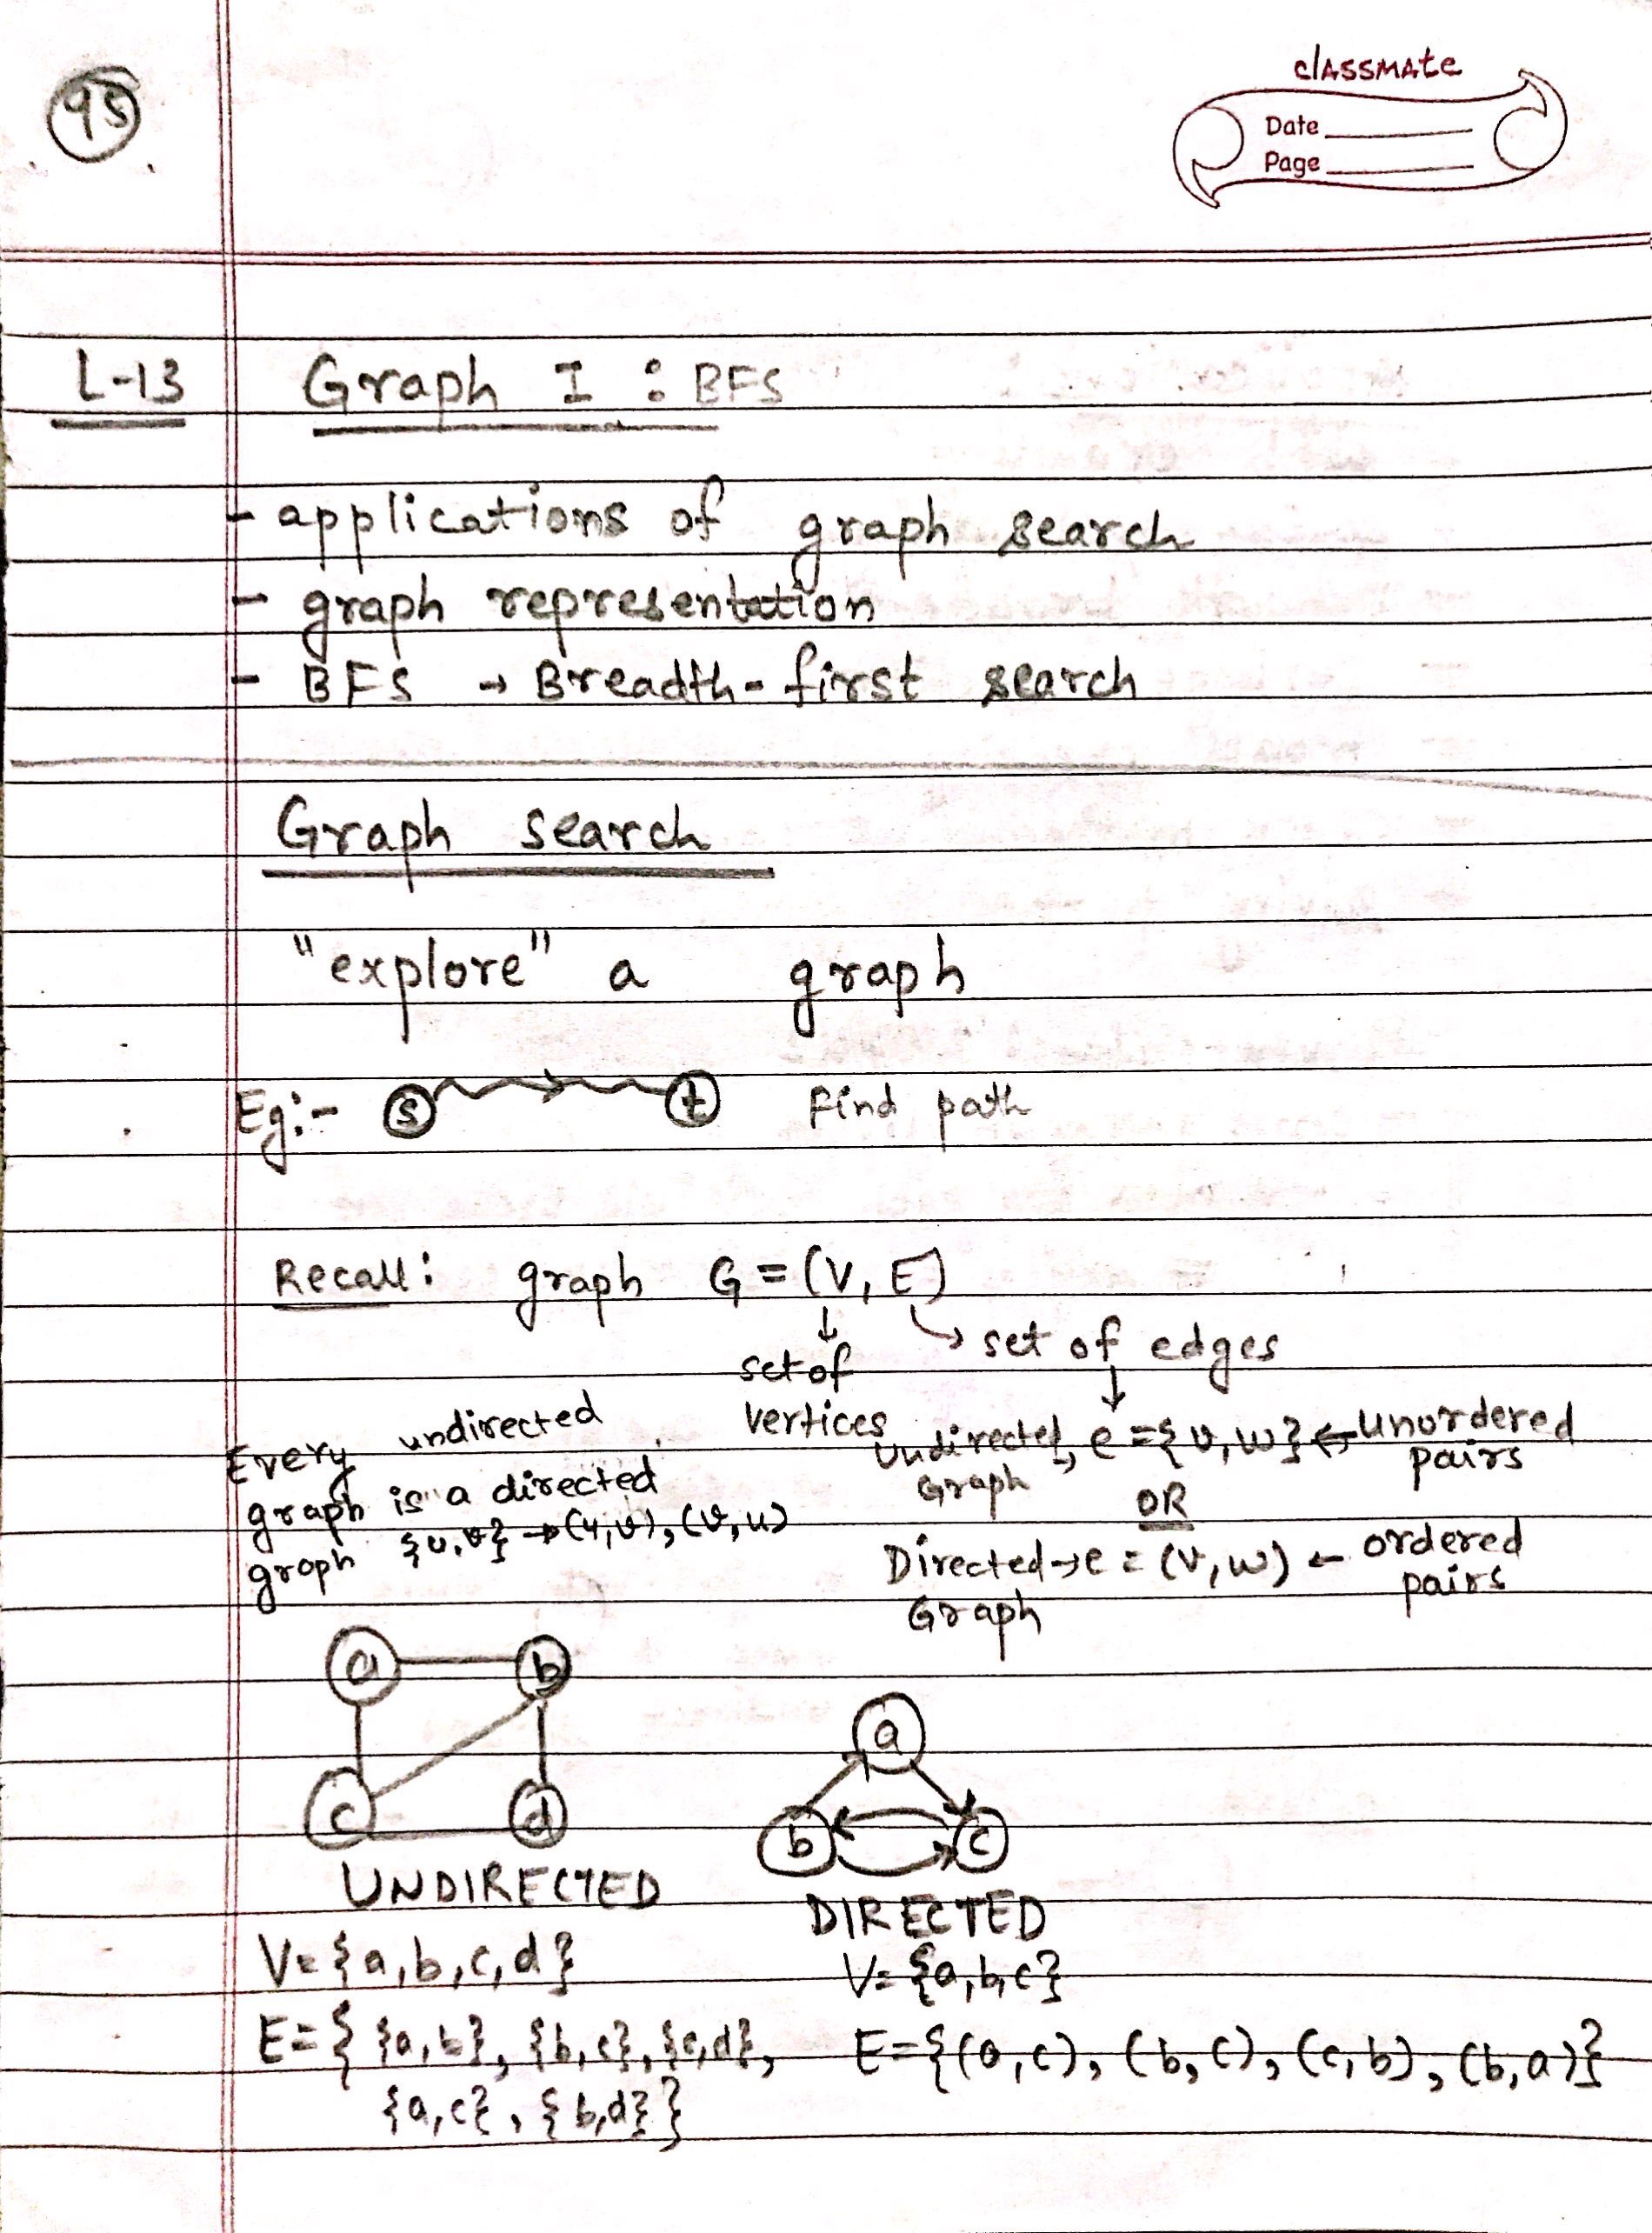 95
classmate
Date
Page
L-13 Graph I : BFS
- applications of graph search
- graph representation
- BFS → Breadth-first search
Graph search
"explore" a graph
Eg:- s t Find path
Recall: graph G = (V, E)
↓ ↳ set of edges
set of vertices
↓
Undirected Graph ↳ e = {v, w} ← unordered pairs
OR
Directed Graph → e = (v, w) ← ordered pairs
Every undirected
graph is a directed
graph {u, v} → (u, v), (v, u)
a b
c d
UNDIRECTED
V = {a, b, c, d}
E = { {a, b}, {b, c}, {c, d},
{a, c}, {b, d} }
a
b c
DIRECTED
V = {a, b, c}
E = {(a, c), (b, c), (c, b), (b, a)}